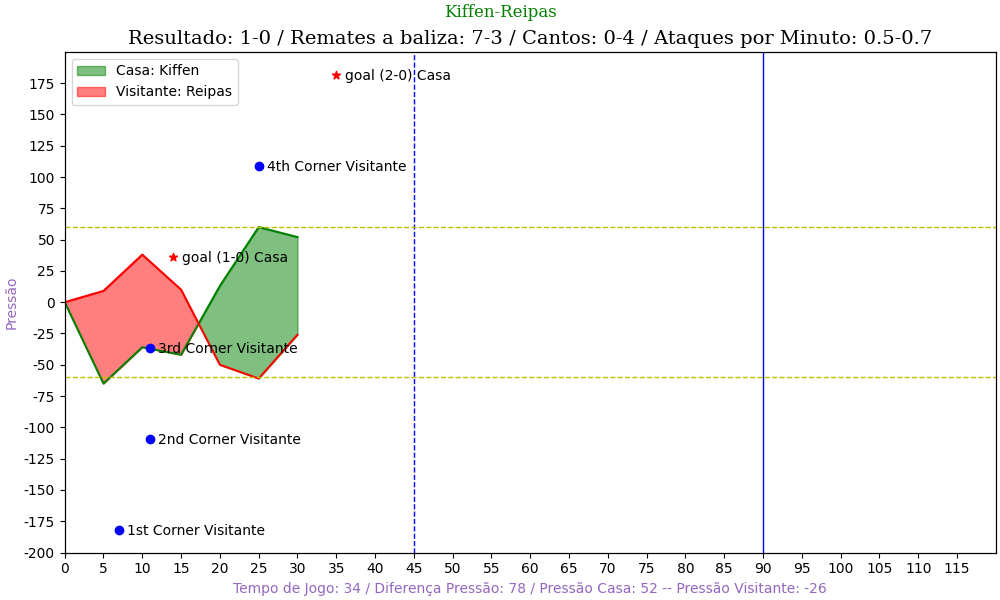 Kiffen-Reipas
Resultado: 1-0 / Remates a baliza: 7-3 / Cantos: 0-4 / Ataques por Minuto: 0.5-0.7
Casa: Kiffen
Visitante: Reipas
goal (2-0) Casa
4th Corner Visitante
goal (1-0) Casa
3rd Corner Visitante
2nd Corner Visitante
1st Corner Visitante
Pressão
175
150
125
100
75
50
25
0
-25
-50
-75
-100
-125
-150
-175
-200
0 5 10 15 20 25 30 35 40 45 50 55 60 65 70 75 80 85 90 95 100 105 110 115
Tempo de Jogo: 34 / Diferença Pressão: 78 / Pressão Casa: 52 -- Pressão Visitante: -26